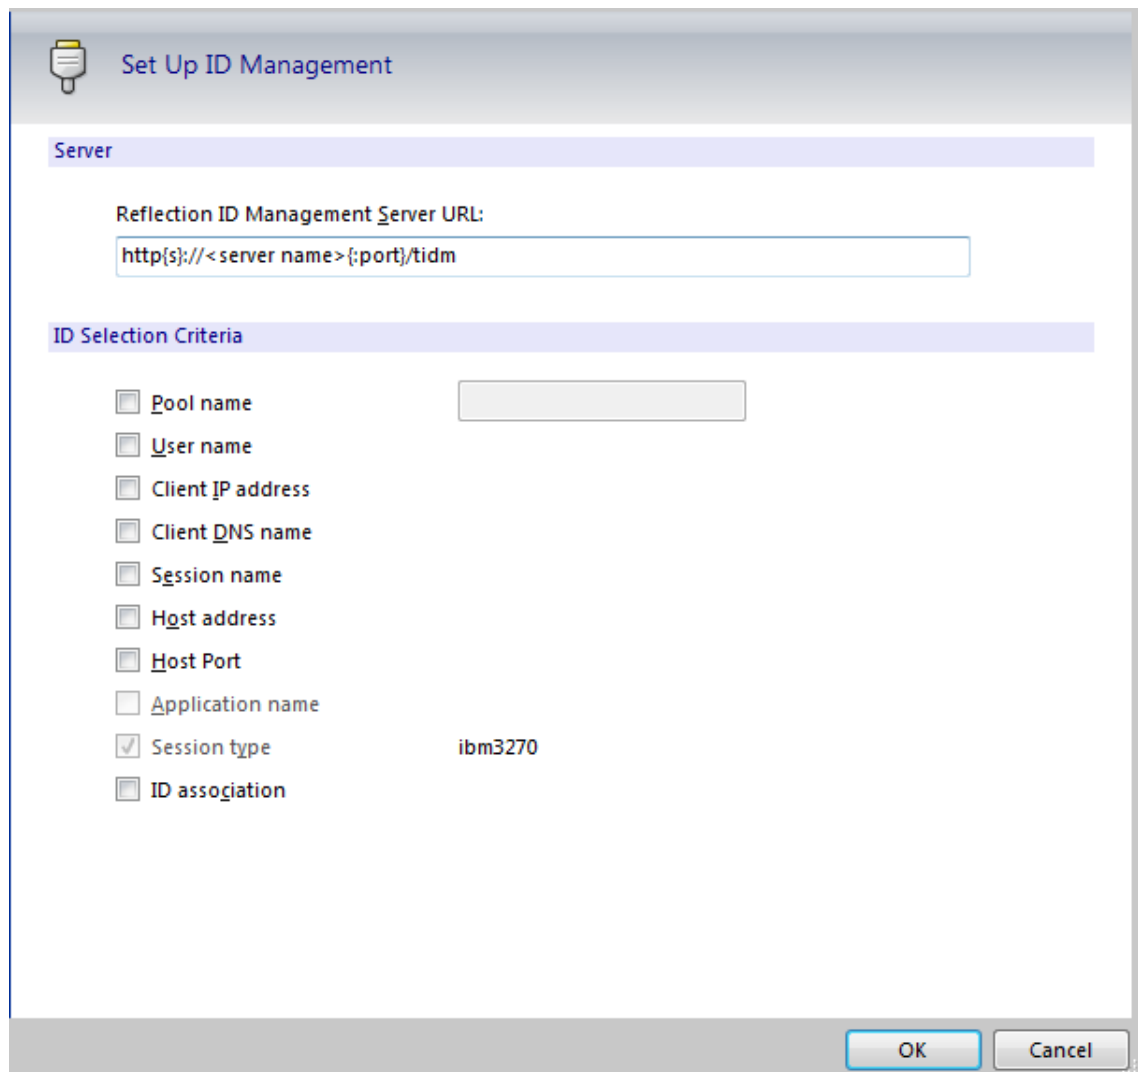 Set Up ID Management
Server
Reflection ID Management Server URL:
http{s}://<server name>{:port}/tidm
ID Selection Criteria
Pool name
User name
Client IP address
Client DNS name
Session name
Host address
Host Port
Application name
Session type ibm3270
ID association
OK Cancel